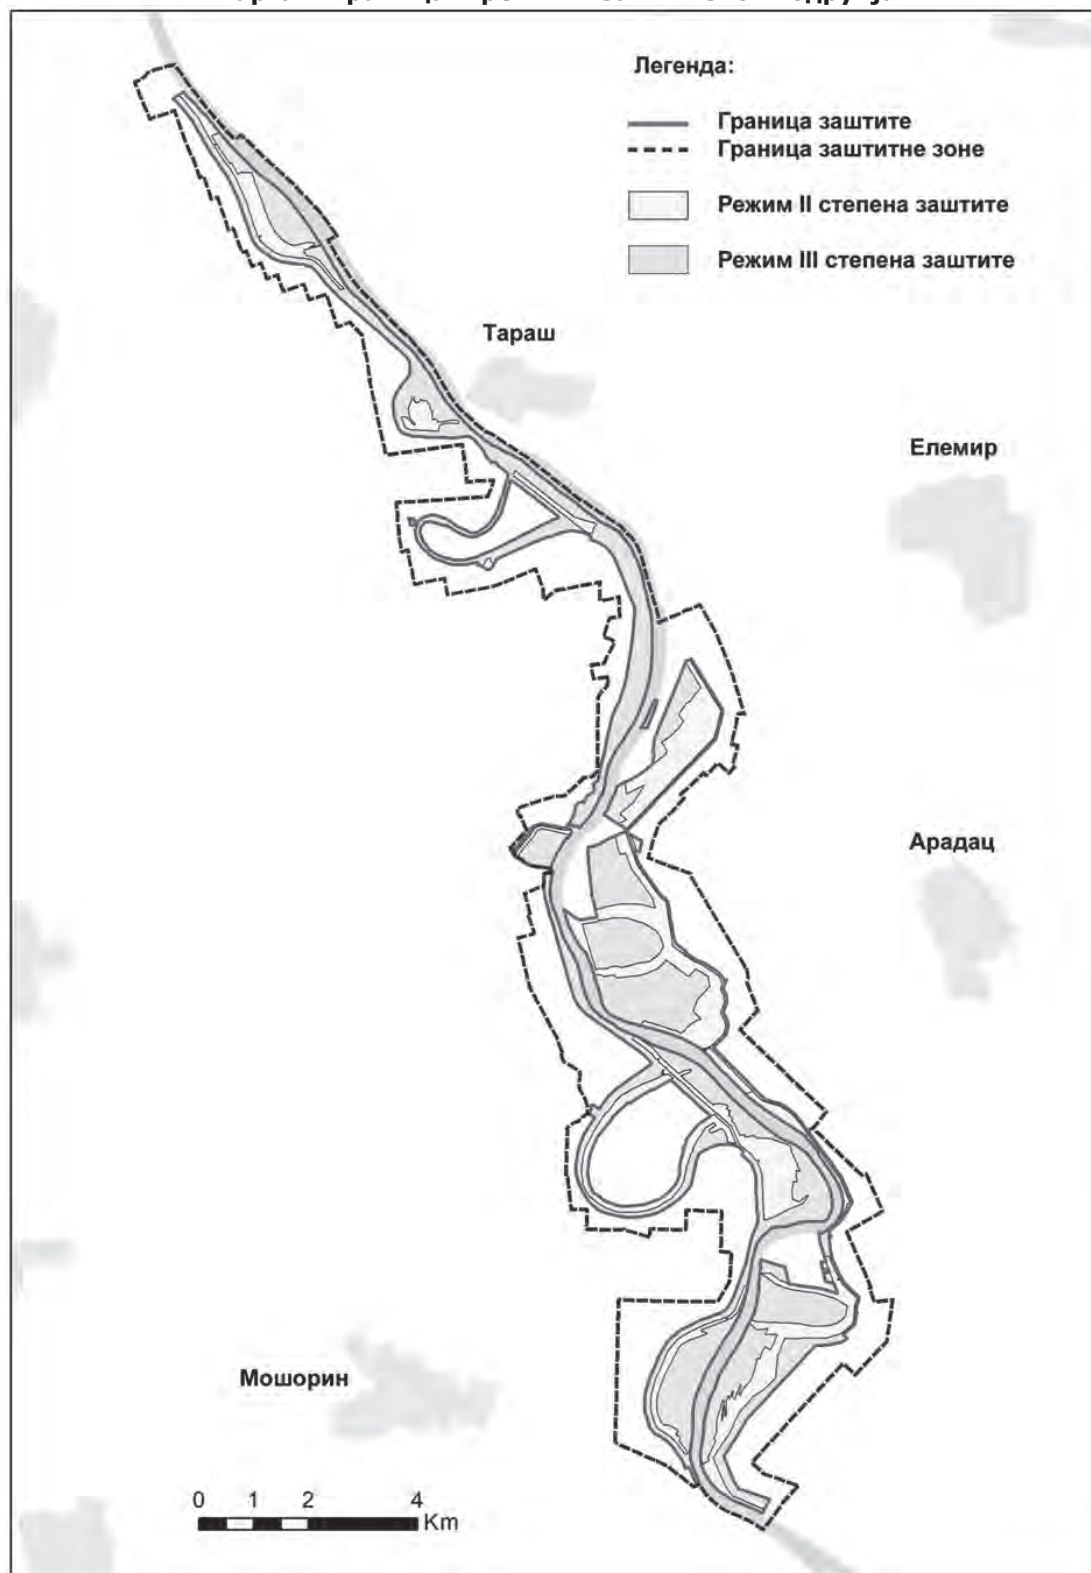 Легенда:
Граница заштите
Граница заштитне зоне
Режим II степена заштите
Режим III степена заштите
Тараш
Елемир
Арадац
Мошорин
0 1 2 4
Km